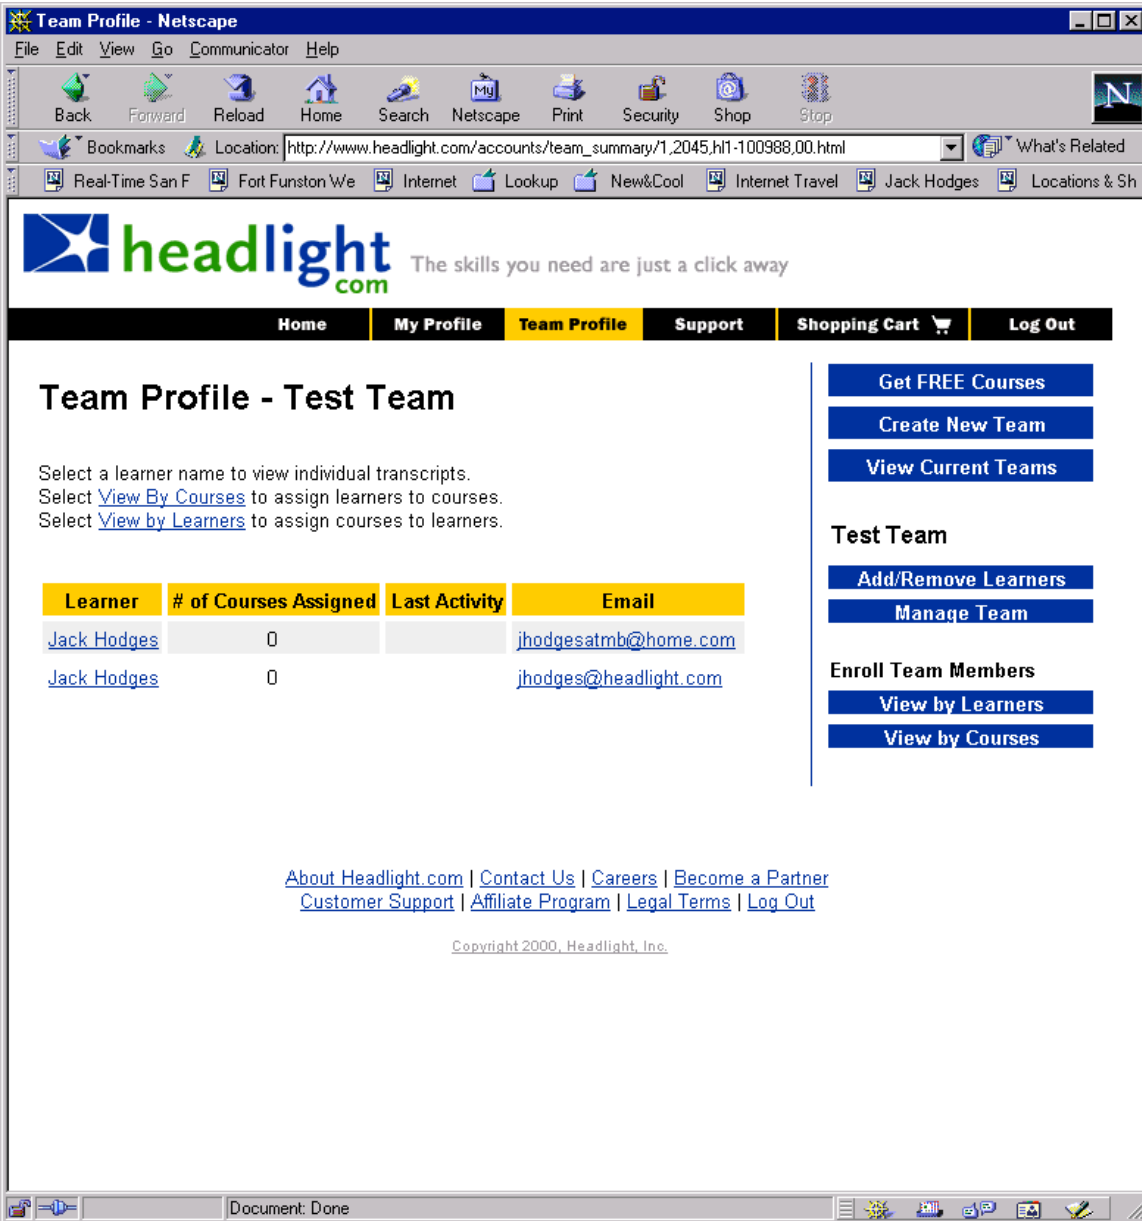 Team Profile - Netscape
File Edit View Go Communicator Help
My
Back Forward Reload Home Search Netscape Print Security Shop Stop
N
Bookmarks Location: http://www.headlight.com/accounts/team_summary/1,2045,hl1-100988,00.html What's Related
Real-Time San F Fort Funston We Internet Lookup New&Cool Internet Travel Jack Hodges Locations & Sh
headlight
com
The skills you need are just a click away
Home My Profile Team Profile Support Shopping Cart Log Out
Team Profile - Test Team
Select a learner name to view individual transcripts.
Select View By Courses to assign learners to courses.
Select View by Learners to assign courses to learners.
Learner # of Courses Assigned Last Activity Email
Jack Hodges 0 jhodgesatmb@home.com
Jack Hodges 0 jhodges@headlight.com
Get FREE Courses
Create New Team
View Current Teams
Test Team
Add/Remove Learners
Manage Team
Enroll Team Members
View by Learners
View by Courses
About Headlight.com | Contact Us | Careers | Become a Partner
Customer Support | Affiliate Program | Legal Terms | Log Out
Copyright 2000, Headlight, Inc.
Document: Done